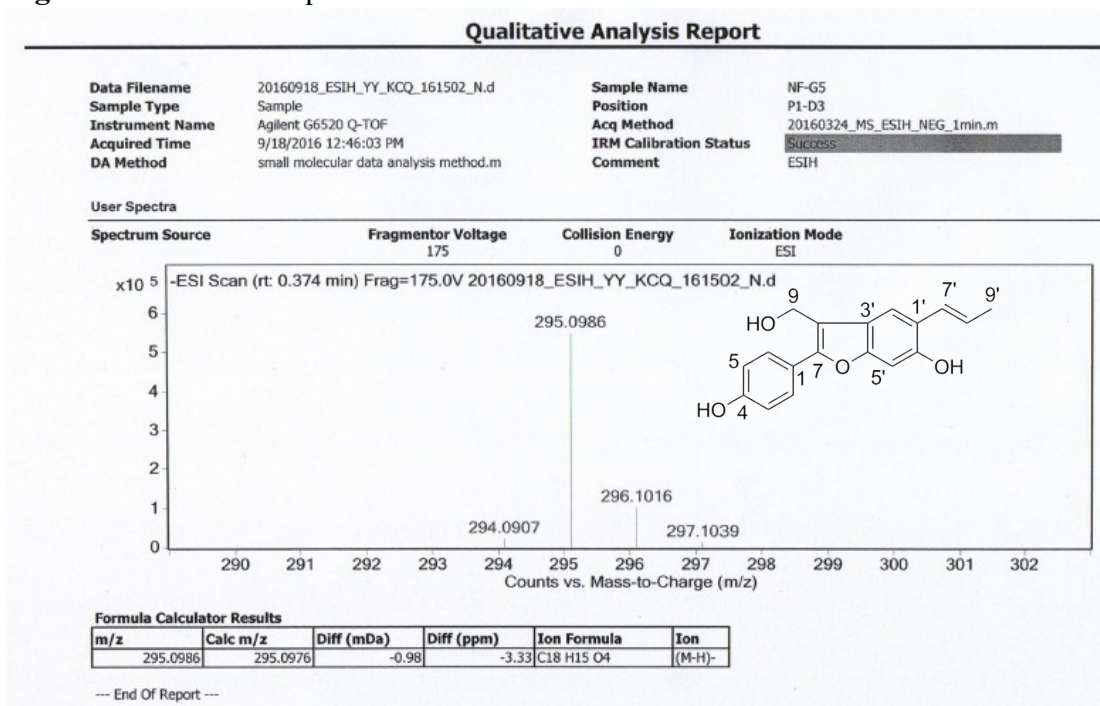 Qualitative Analysis Report
Data Filename 20160918_ESIH_YY_KCQ_161502_N.d Sample Name NF-G5
Sample Type Sample Position P1-D3
Instrument Name Agilent G6520 Q-TOF Acq Method 20160324_MS_ESIH_NEG_1min.m
Acquired Time 9/18/2016 12:46:03 PM IRM Calibration Status Success
DA Method small molecular data analysis method.m Comment ESIH
User Spectra
Spectrum Source Fragmentor Voltage Collision Energy Ionization Mode
175 0 ESI
x10 5 -ESI Scan (rt: 0.374 min) Frag=175.0V 20160918_ESIH_YY_KCQ_161502_N.d
6
5
4
3
2
1
0
295.0986
296.1016
294.0907
297.1039
9
HO
3'
1'
7'
9'
5
7
O
5'
OH
1
HO
4
290 291 292 293 294 295 296 297 298 299 300 301 302
Counts vs. Mass-to-Charge (m/z)
Formula Calculator Results
m/z Calc m/z Diff (mDa) Diff (ppm) Ion Formula Ion
295.0986 295.0976 -0.98 -3.33 C18 H15 O4 (M-H)-
--- End Of Report ---